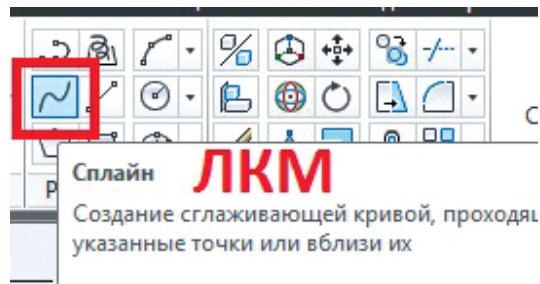 Сплайн ЛКМ
Создание сглаживающей кривой, проходящ
указанные точки или вблизи их